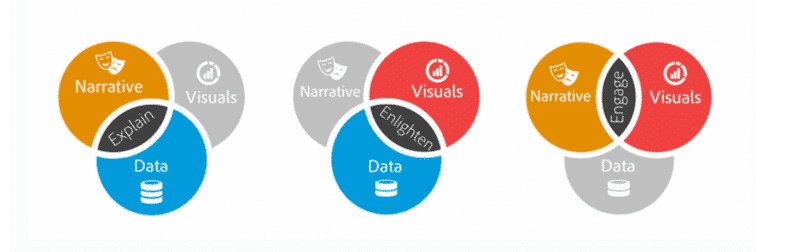 Narrative
Visuals
Explain
Data
Narrative
Visuals
Enlighten
Data
Narrative
Engage
Visuals
Data